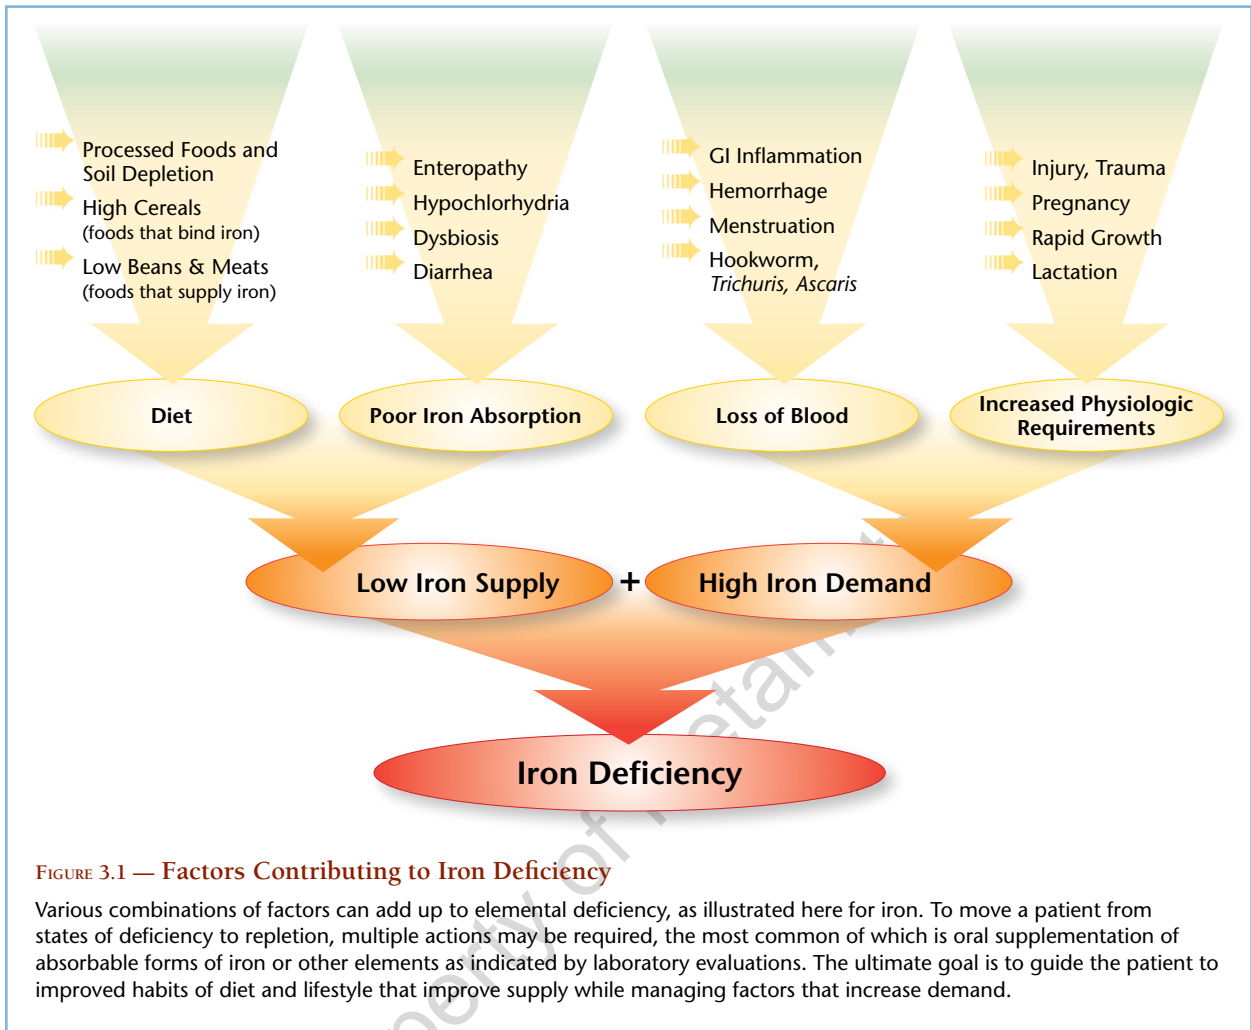 Processed Foods and
Soil Depletion
High Cereals
(foods that bind iron)
Low Beans & Meats
(foods that supply iron)
Enteropathy
Hypochlorhydria
Dysbiosis
Diarrhea
GI Inflammation
Hemorrhage
Menstruation
Hookworm,
Trichuris, Ascaris
Injury, Trauma
Pregnancy
Rapid Growth
Lactation
Diet
Poor Iron Absorption
Loss of Blood
Increased Physiologic
Requirements
Low Iron Supply + High Iron Demand
Iron Deficiency
FIGURE 3.1 — Factors Contributing to Iron Deficiency
Various combinations of factors can add up to elemental deficiency, as illustrated here for iron. To move a patient from
states of deficiency to repletion, multiple actions may be required, the most common of which is oral supplementation of
absorbable forms of iron or other elements as indicated by laboratory evaluations. The ultimate goal is to guide the patient to
improved habits of diet and lifestyle that improve supply while managing factors that increase demand.
of